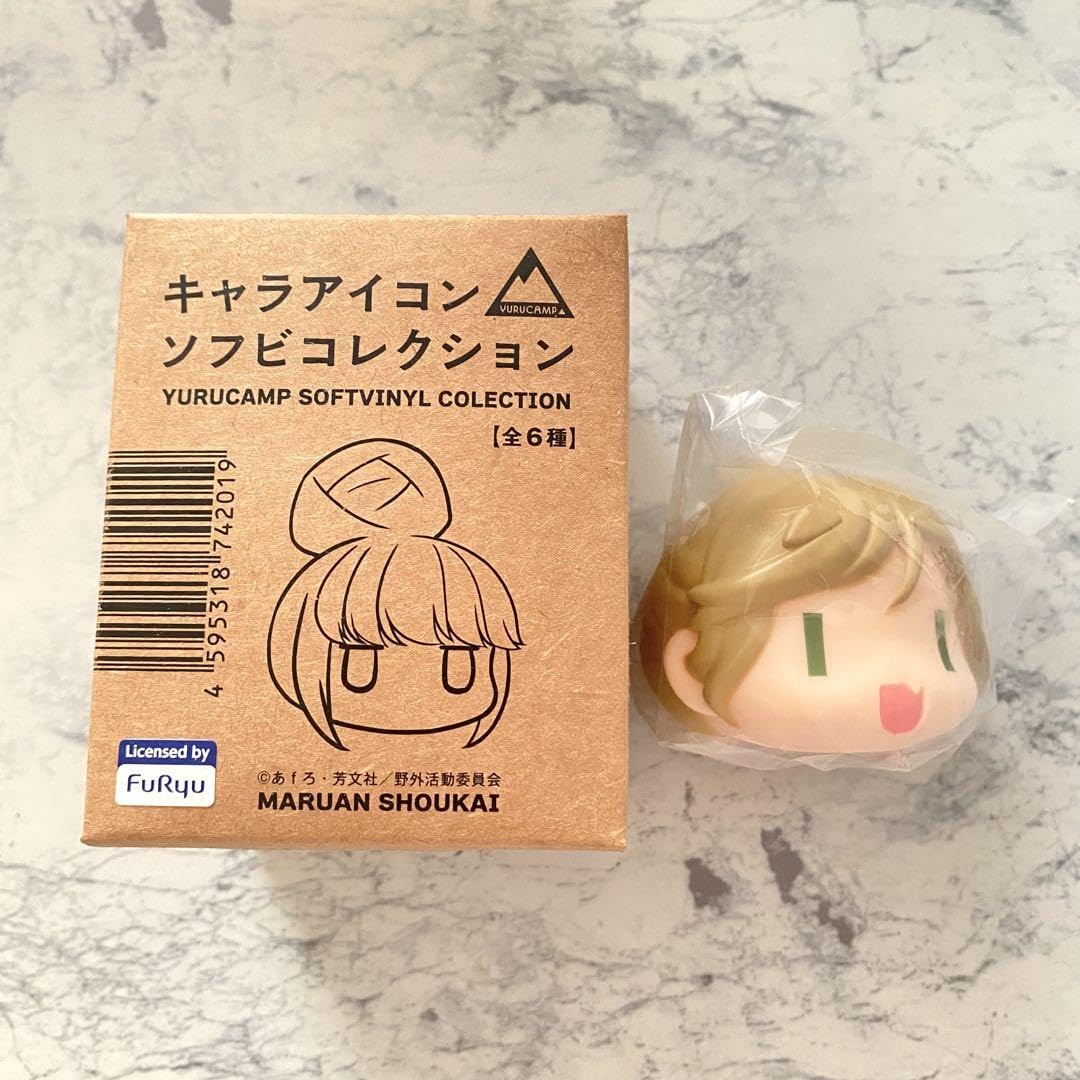 キャラアイコン
YURUCAMP
ソフビコレクション
YURUCAMP SOFTVINYL COLECTION
【全6種】
4 595318 742019
Licensed by
FuRyu
©あfろ・芳文社/野外活動委員会
MARUAN SHOUKAI